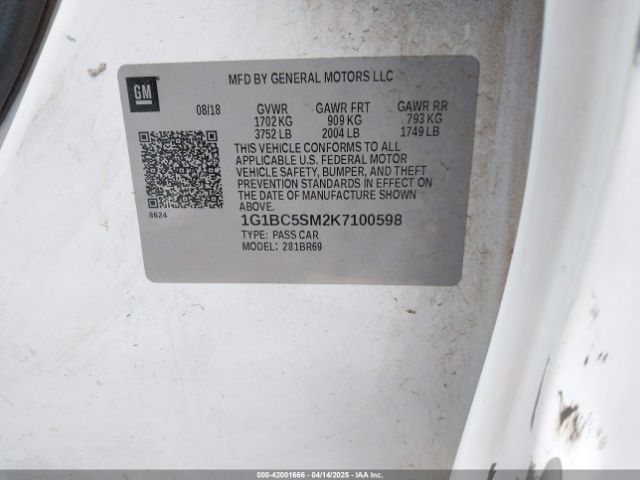 GM
MFD BY GENERAL MOTORS LLC
08/18 GVWR GAWR FRT GAWR RR
1702 KG 909 KG 793 KG
3752 LB 2004 LB 1749 LB
THIS VEHICLE CONFORMS TO ALL
APPLICABLE U.S. FEDERAL MOTOR
VEHICLE SAFETY, BUMPER, AND THEFT
PREVENTION STANDARDS IN EFFECT ON
THE DATE OF MANUFACTURE SHOWN
ABOVE.
8624
1G1BC5SM2K7100598
TYPE: PASS CAR
MODEL: 281BR69
000-42001666 - 04/14/2025 - IAAI.COM